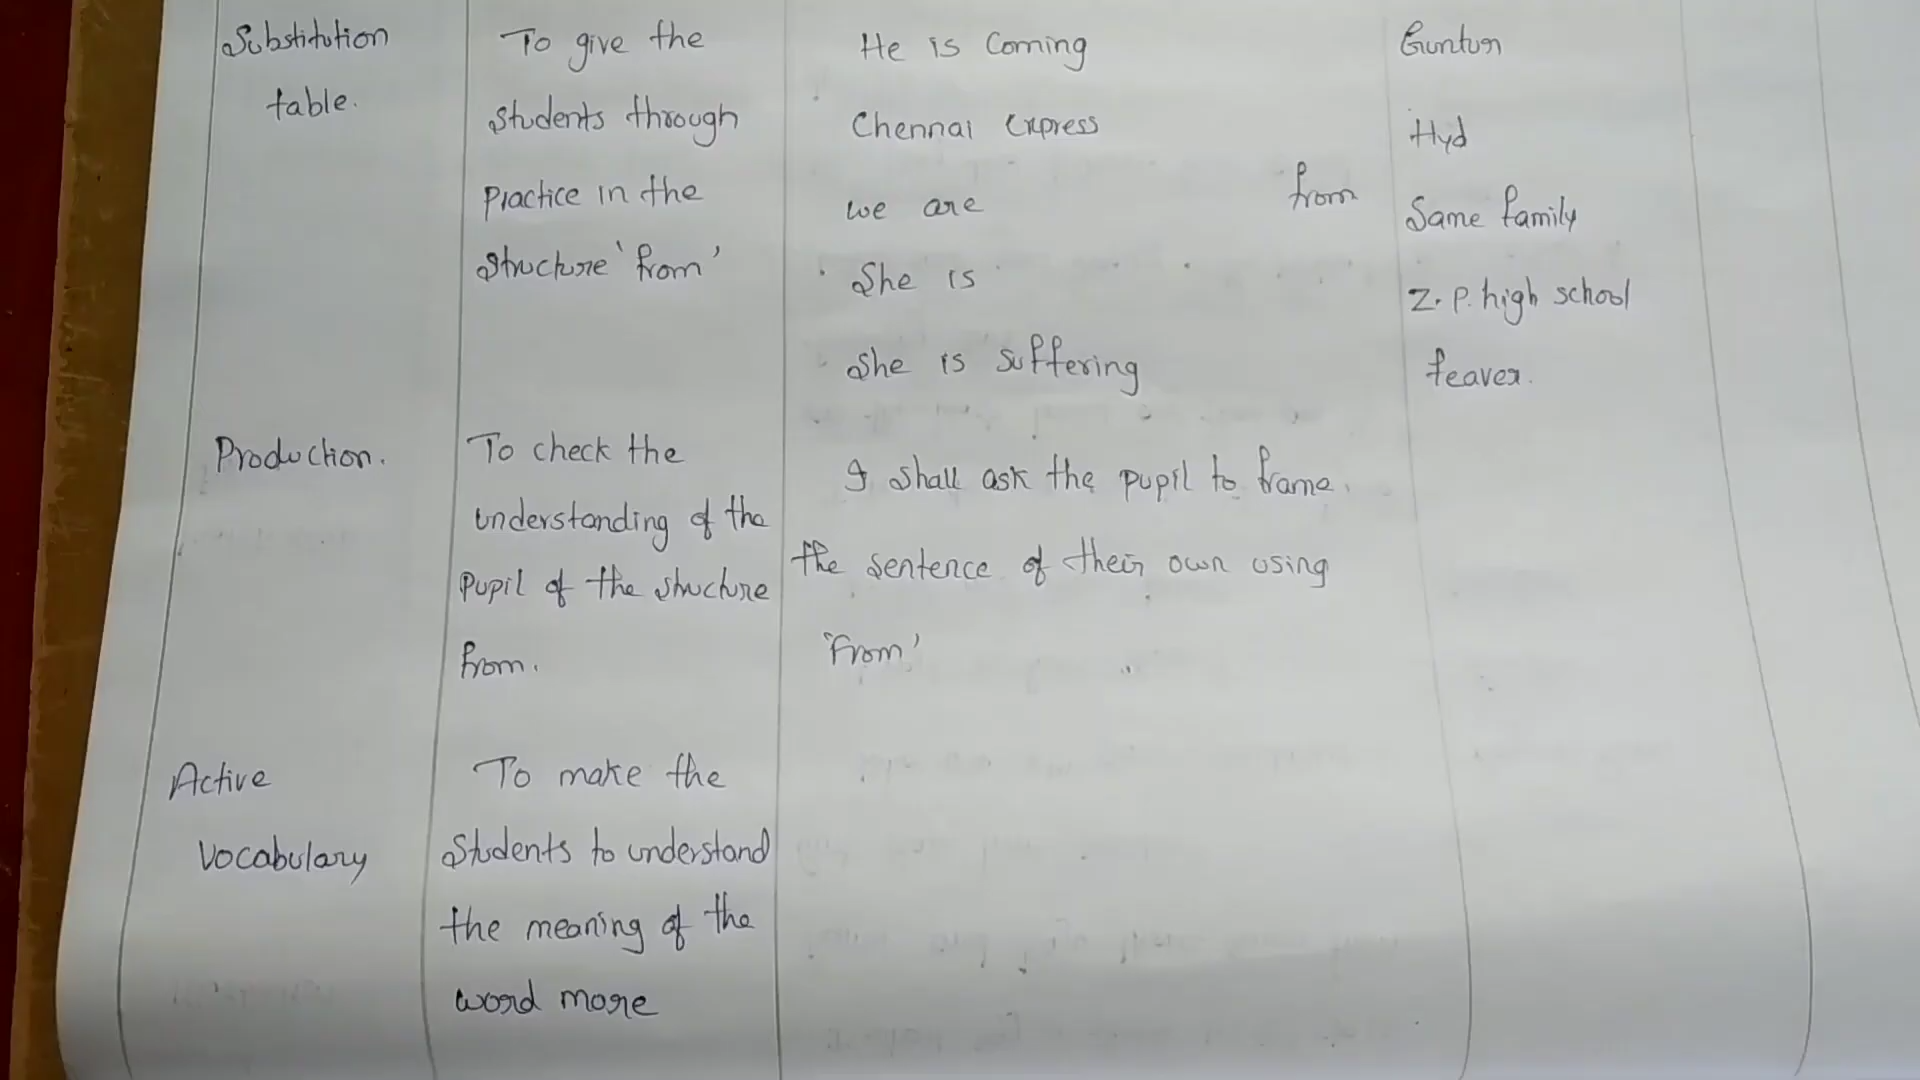 Substitution
table.
To give the
students through
practice in the
structure 'from'
He is Coming
Chennai Express
we are
She is
She is suffering
from
Guntur
Hyd
Same family
Z. P. high school
feaver.
Production.
To check the
understanding of the
pupil of the structure
from.
I shall ask the pupil to frame.
the sentence of their own using
'From'
Active
Vocabulary
To make the
Students to understand
the meaning of the
word more